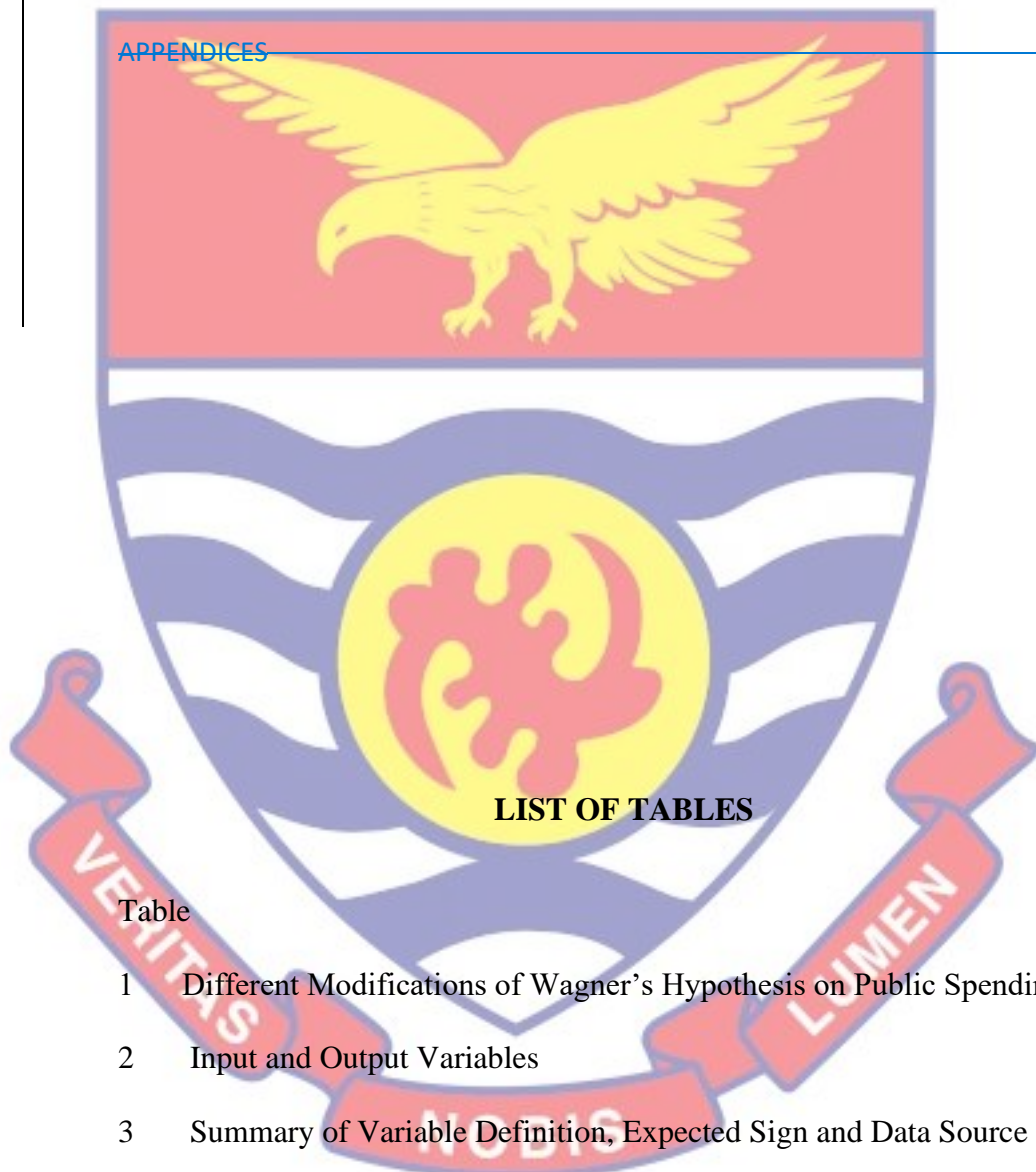 APPENDICES
LIST OF TABLES
Table
1 Different Modifications of Wagner’s Hypothesis on Public Spendin
2 Input and Output Variables
3 Summary of Variable Definition, Expected Sign and Data Source
VERITAS
NOBIS
LUMEN